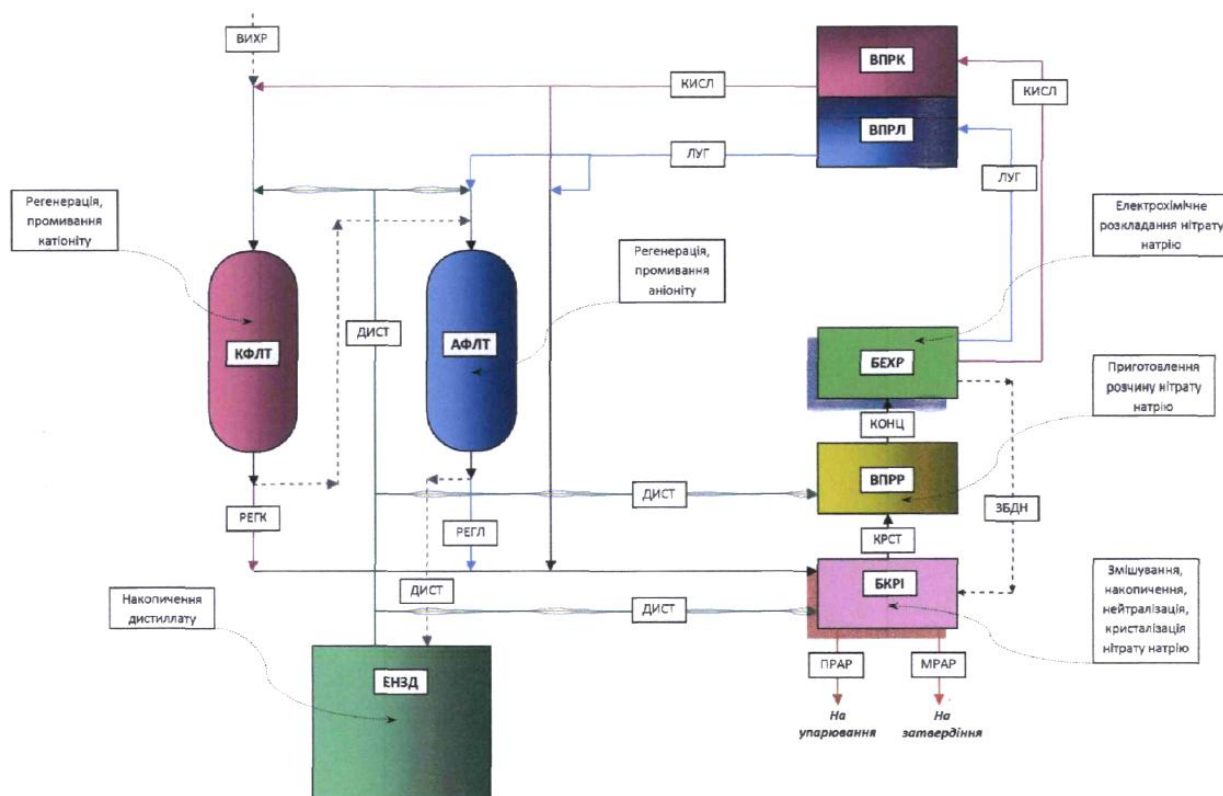 ВИХР
ВПРК
КИСЛ
КИСЛ
ВПРЛ
ЛУГ
ЛУГ
Регенерація,
промивання
катіоніту
Електрохімічне
розкладання нітрату
натрію
Регенерація,
промивання
аніоніту
ДИСТ
КФЛТ
АФЛТ
БЕХР
Приготовлення
розчину нітрату
натрію
КОНЦ
ВПРР
ДИСТ
ЗБДН
РЕГК
РЕГЛ
КРСТ
БКРІ
Змішування,
накопичення,
нейтралізація,
кристалізація
нітрату натрію
ДИСТ
ДИСТ
Накопичення
дистиллату
ПРАР
МРАР
ЕНЗД
На
упарювання
На
затвердіння